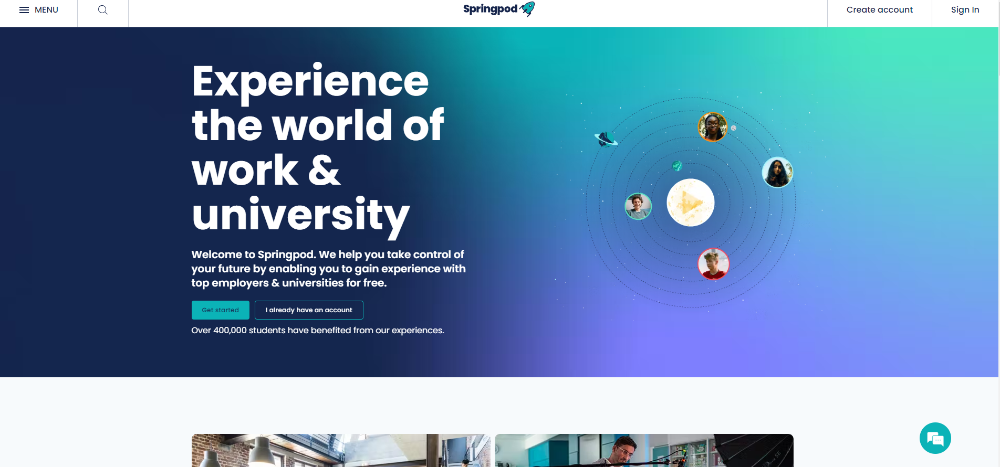 MENU
Springpod
Create account
Sign In
Experience
the world of
work &
university
Welcome to Springpod. We help you take control of
your future by enabling you to gain experience with
top employers & universities for free.
Get started
I already have an account
Over 400,000 students have benefited from our experiences.